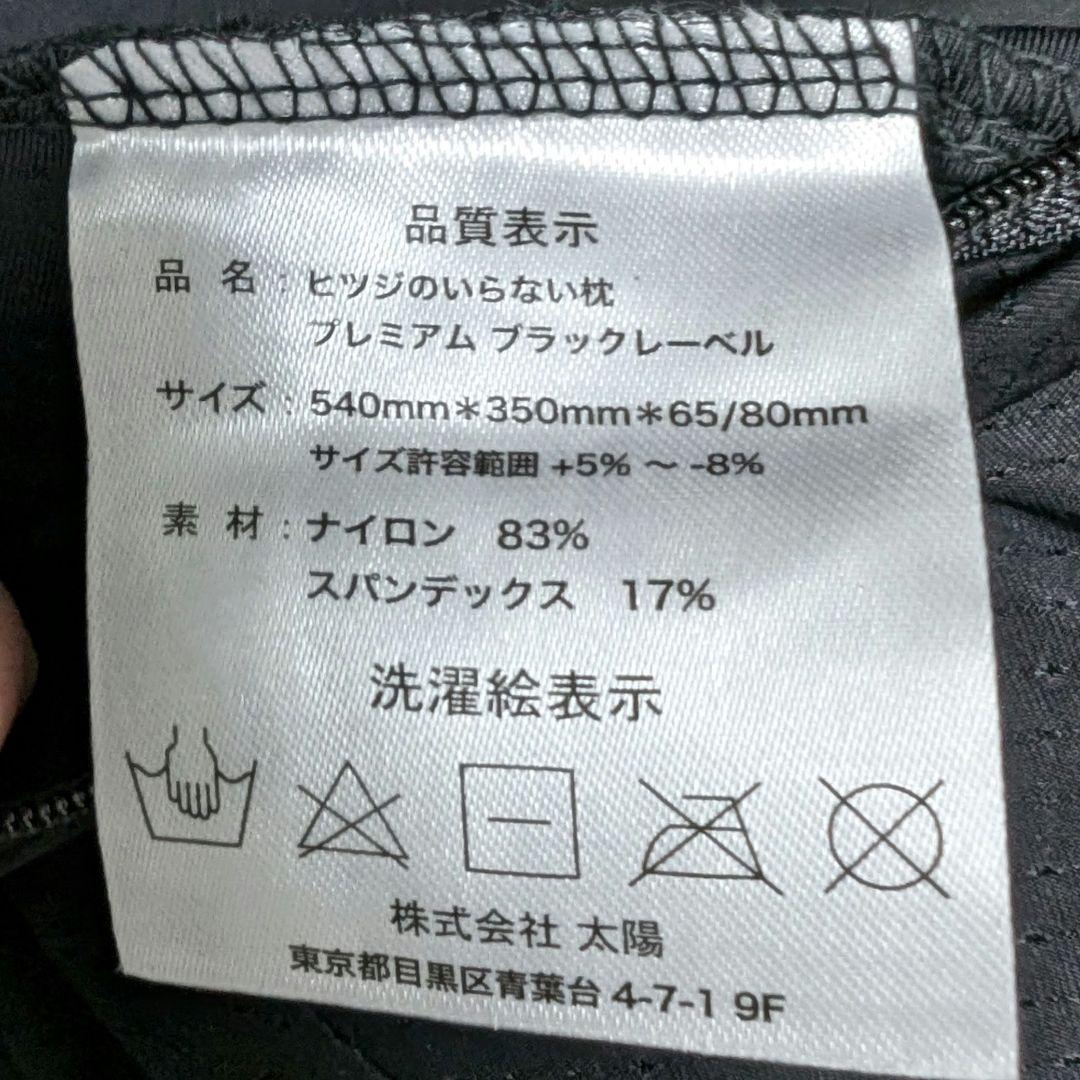 品質表示
品 名 : ヒツジのいらない枕
プレミアム ブラックレーベル
サイズ : 540mm*350mm*65/80mm
サイズ許容範囲 +5% ～ -8%
素 材 : ナイロン 83%
スパンデックス 17%
洗濯絵表示
株式会社 太陽
東京都目黒区青葉台 4-7-1 9F